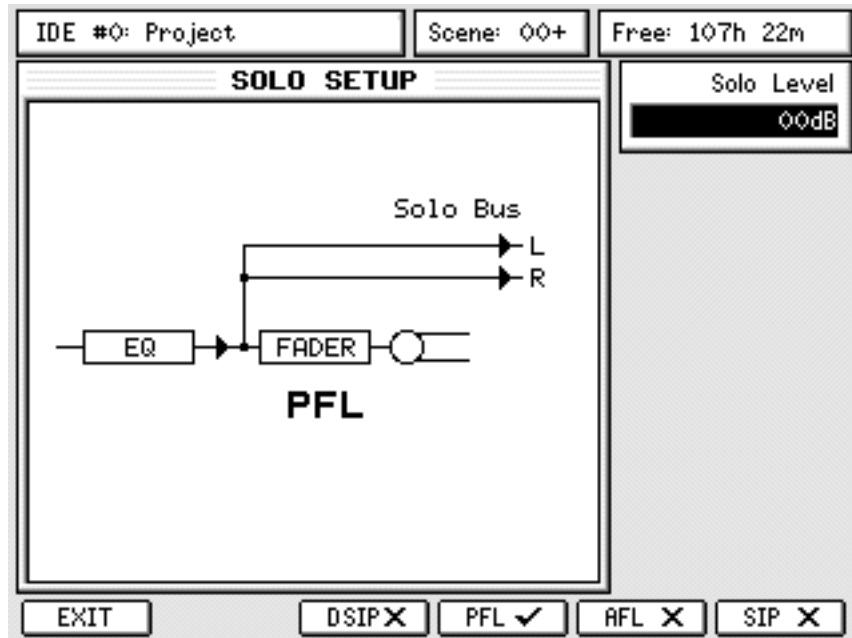 IDE #0: Project
Scene: 00+
Free: 107h 22m
SOLO SETUP
Solo Level
00dB
Solo Bus
L
R
EQ
FADER
PFL
EXIT
DSIP X
PFL ✓
AFL X
SIP X